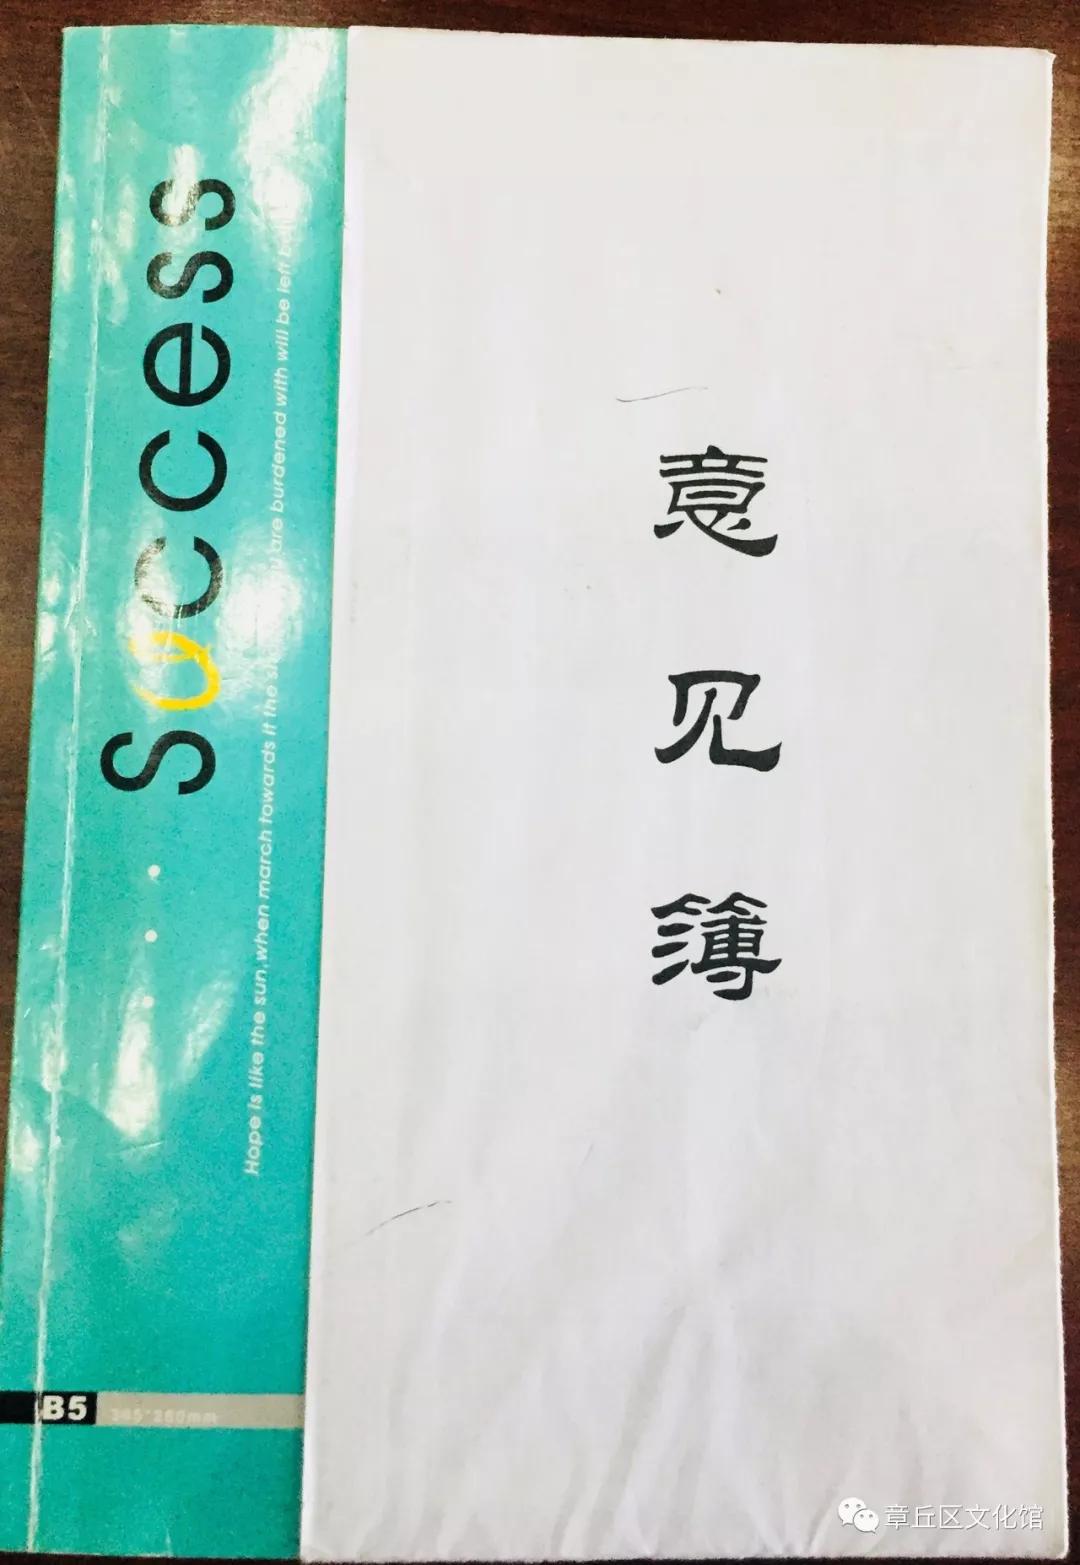 Success
Hope is like the sun,when march towards it the are burdened with will be left
B5
意见簿
章丘区文化馆